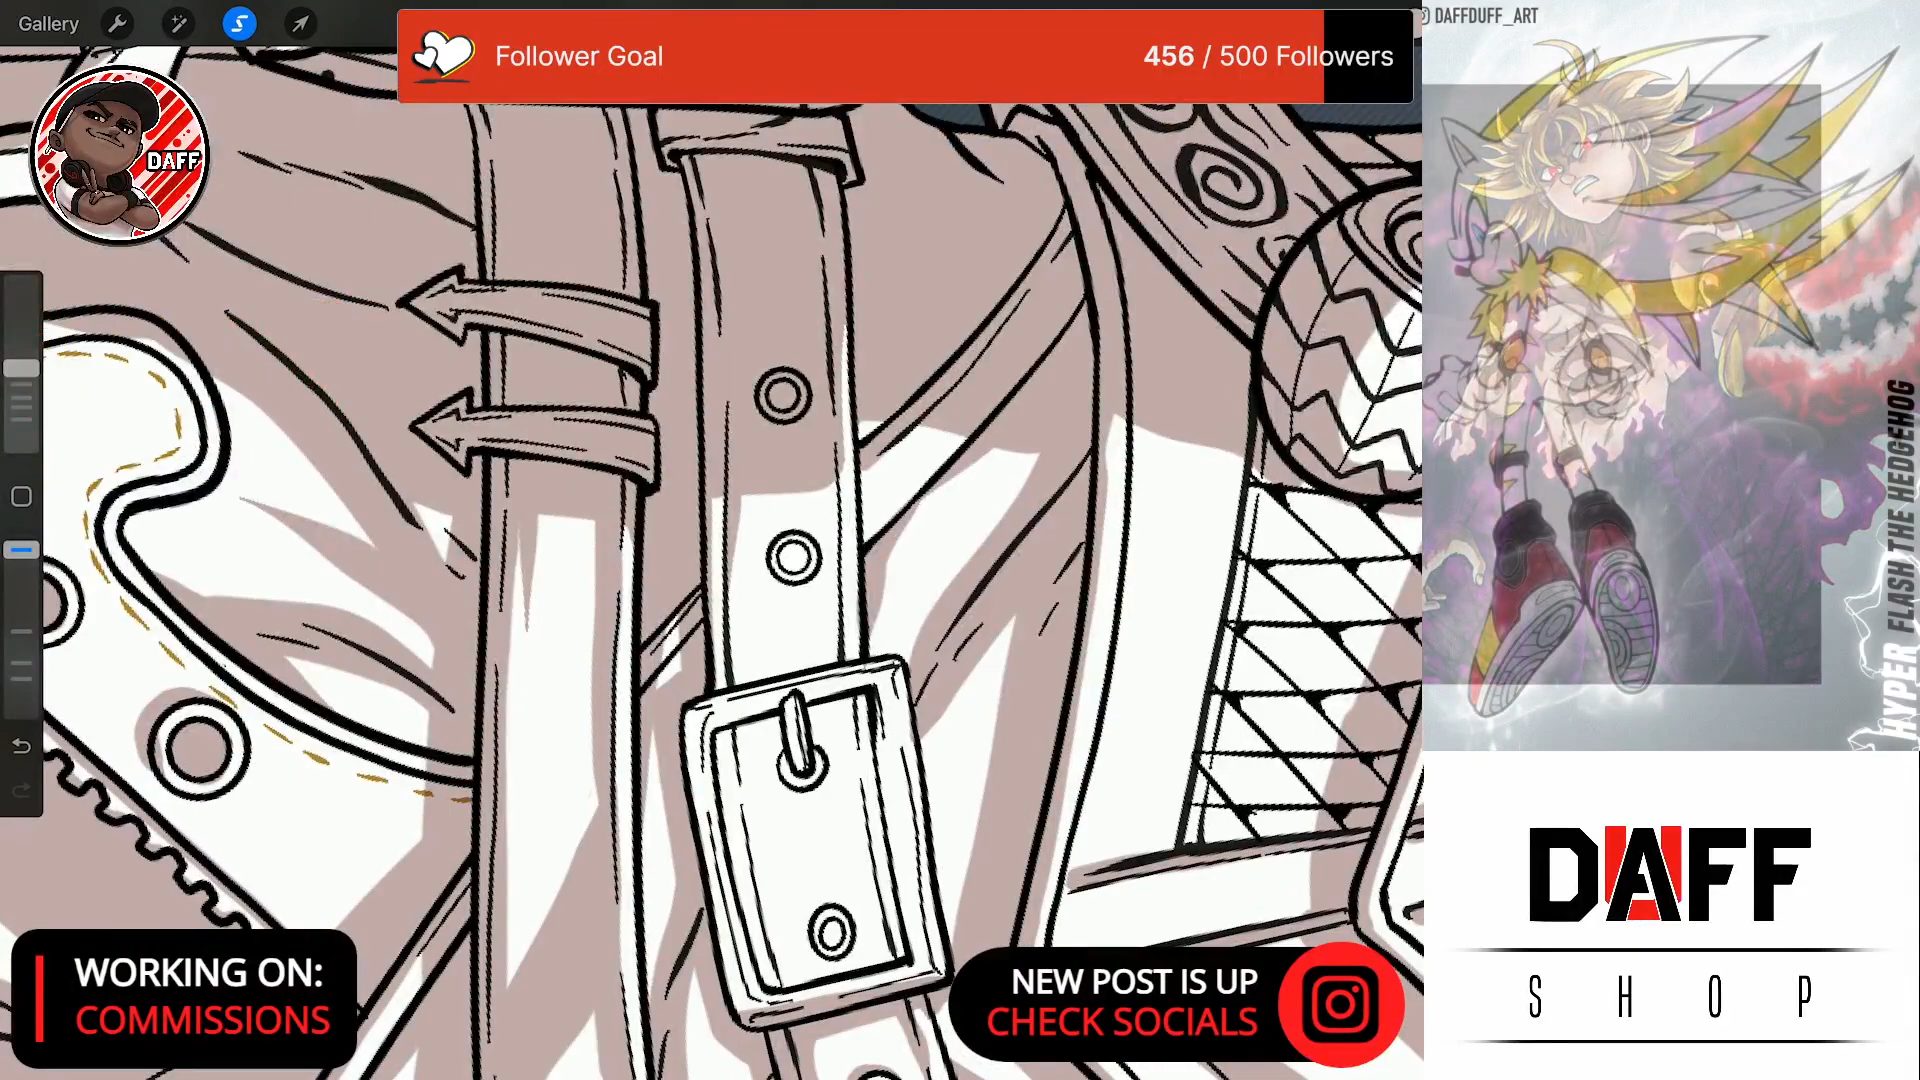 Gallery
Follower Goal
456 / 500 Followers
DAFFDUFF_ART
DAFF
HYPER FLASH THE HEDGEHOG
WORKING ON:
COMMISSIONS
NEW POST IS UP
CHECK SOCIALS
DAFF
SHOP